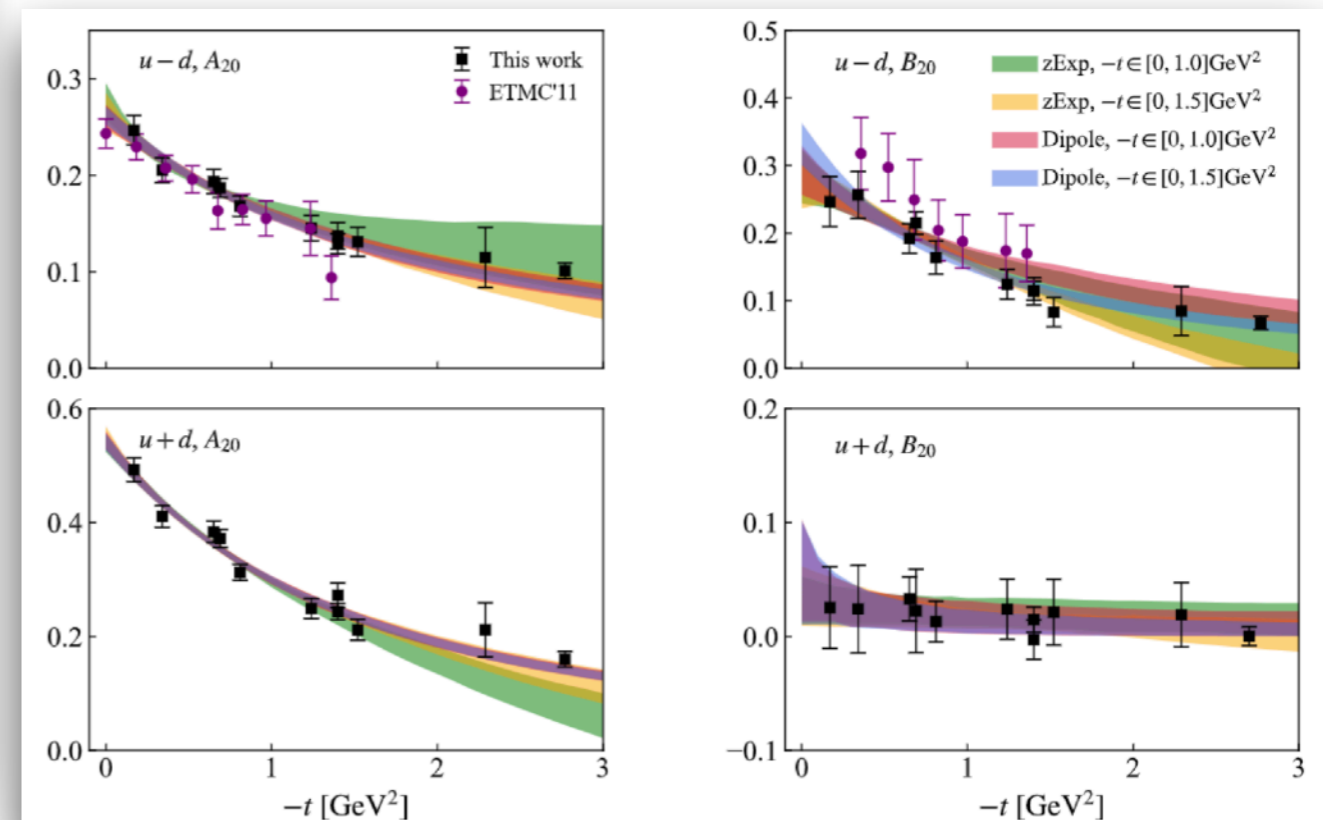 u − d, A₂₀
This work
ETMC'11
0.3
0.2
0.1
0.0
u − d, B₂₀
zExp, −t∈[0, 1.0]GeV²
zExp, −t∈[0, 1.5]GeV²
Dipole, −t∈[0, 1.0]GeV²
Dipole, −t∈[0, 1.5]GeV²
0.5
0.4
0.3
0.2
0.1
0.0
u + d, A₂₀
0.6
0.4
0.2
0.0
0 1 2 3
−t [GeV²]
u + d, B₂₀
0.2
0.1
0.0
−0.1
0 1 2 3
−t [GeV²]